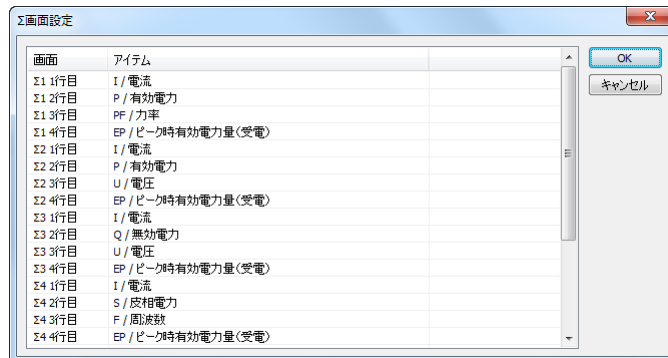 Σ画面設定
画面 アイテム
OK
キャンセル
Σ1 1行目 I / 電流
Σ1 2行目 P / 有効電力
Σ1 3行目 PF / 力率
Σ1 4行目 EP / ピーク時有効電力量(受電)
Σ2 1行目 I / 電流
Σ2 2行目 P / 有効電力
Σ2 3行目 U / 電圧
Σ2 4行目 EP / ピーク時有効電力量(受電)
Σ3 1行目 I / 電流
Σ3 2行目 Q / 無効電力
Σ3 3行目 U / 電圧
Σ3 4行目 EP / ピーク時有効電力量(受電)
Σ4 1行目 I / 電流
Σ4 2行目 S / 皮相電力
Σ4 3行目 F / 周波数
Σ4 4行目 EP / ピーク時有効電力量(受電)